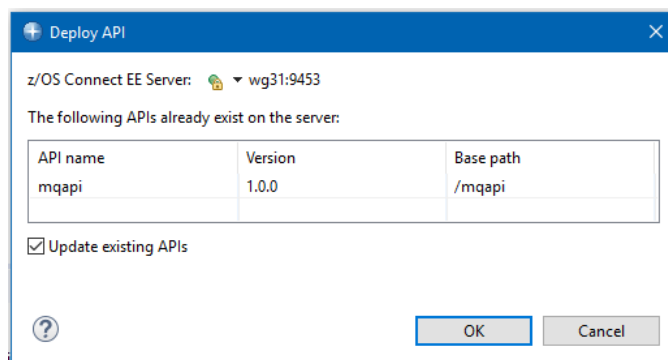 Deploy API
z/OS Connect EE Server: wg31:9453
The following APIs already exist on the server:
API name Version Base path
mqapi 1.0.0 /mqapi
Update existing APIs
? OK Cancel